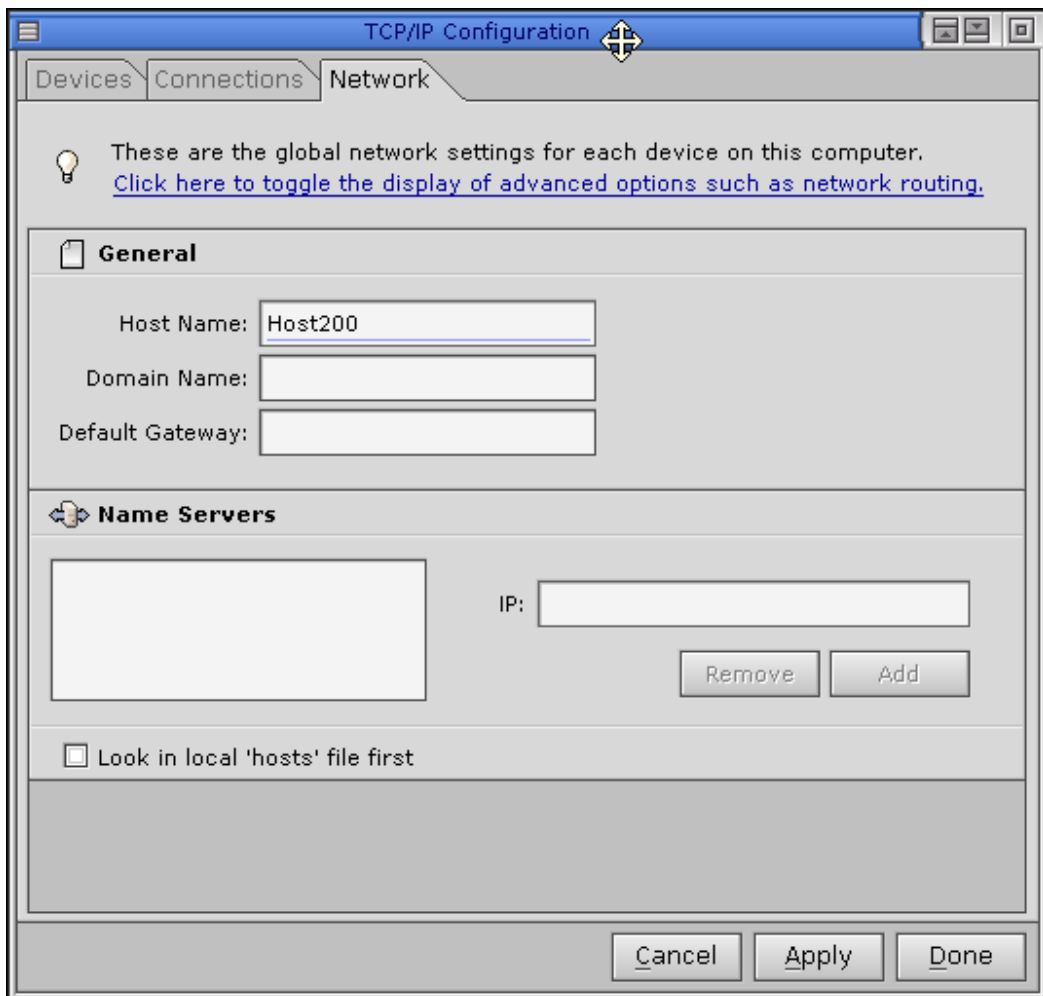 TCP/IP Configuration
Devices Connections Network
These are the global network settings for each device on this computer.
Click here to toggle the display of advanced options such as network routing.
General
Host Name: Host200
Domain Name:
Default Gateway:
Name Servers
IP:
Remove Add
Look in local 'hosts' file first
Cancel Apply Done